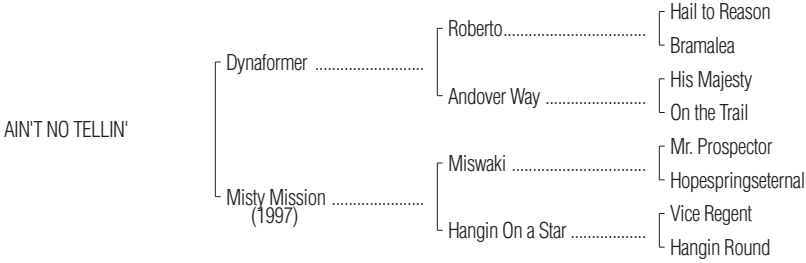 Hail to Reason
Roberto..................................
Bramalea
Dynaformer ..........................
His Majesty
Andover Way ........................
On the Trail
AIN'T NO TELLIN'
Mr. Prospector
Miswaki ................................
Hopespringseternal
Misty Mission ......................
(1997)
Vice Regent
Hangin On a Star ..................
Hangin Round